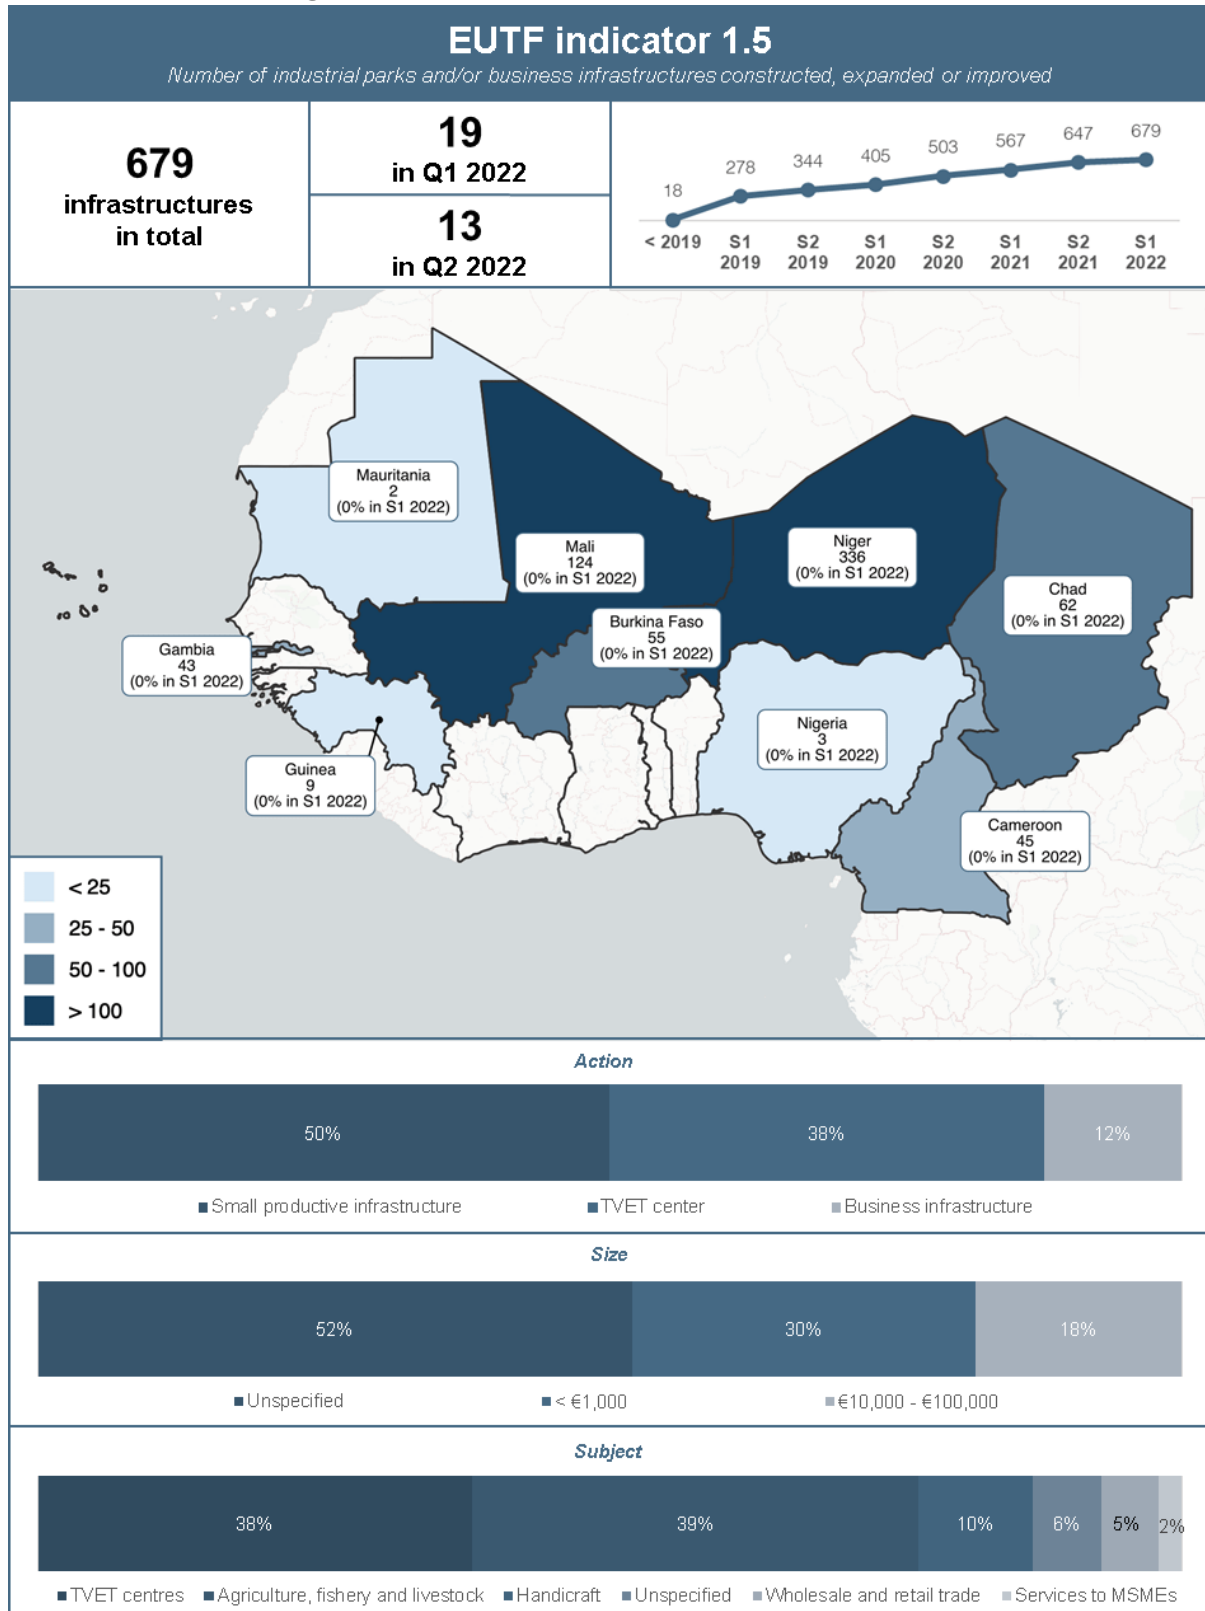 EUTF indicator 1.5
Number of industrial parks and/or business infrastructures constructed, expanded or improved
679
infrastructures
in total
19
in Q1 2022
13
in Q2 2022
18
278
344
405
503
567
647
679
< 2019
S1
2019
S2
2019
S1
2020
S2
2020
S1
2021
S2
2021
S1
2022
Mauritania
2
(0% in S1 2022)
Mali
124
(0% in S1 2022)
Niger
336
(0% in S1 2022)
Chad
62
(0% in S1 2022)
Burkina Faso
55
(0% in S1 2022)
Gambia
43
(0% in S1 2022)
Nigeria
3
(0% in S1 2022)
Guinea
9
(0% in S1 2022)
Cameroon
45
(0% in S1 2022)
< 25
25 - 50
50 - 100
> 100
Action
50%
38%
12%
Small productive infrastructure
TVET center
Business infrastructure
Size
52%
30%
18%
Unspecified
< €1,000
€10,000 - €100,000
Subject
38%
39%
10%
6%
5%
2%
TVET centres
Agriculture, fishery and livestock
Handicraft
Unspecified
Wholesale and retail trade
Services to MSMEs